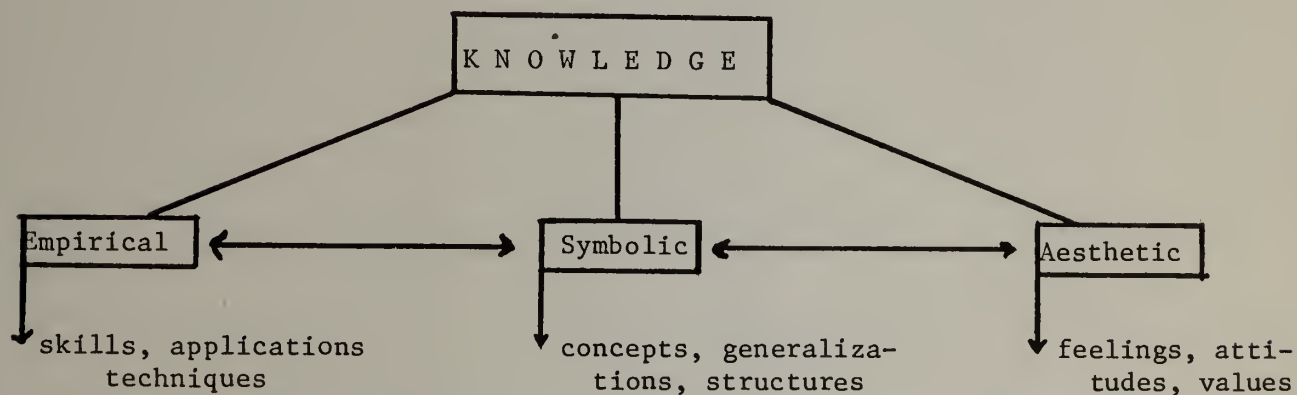 K N O W L E D G E
Empirical
Symbolic
Aesthetic
skills, applications
techniques
concepts, generaliza-
tions, structures
feelings, atti-
tudes, values